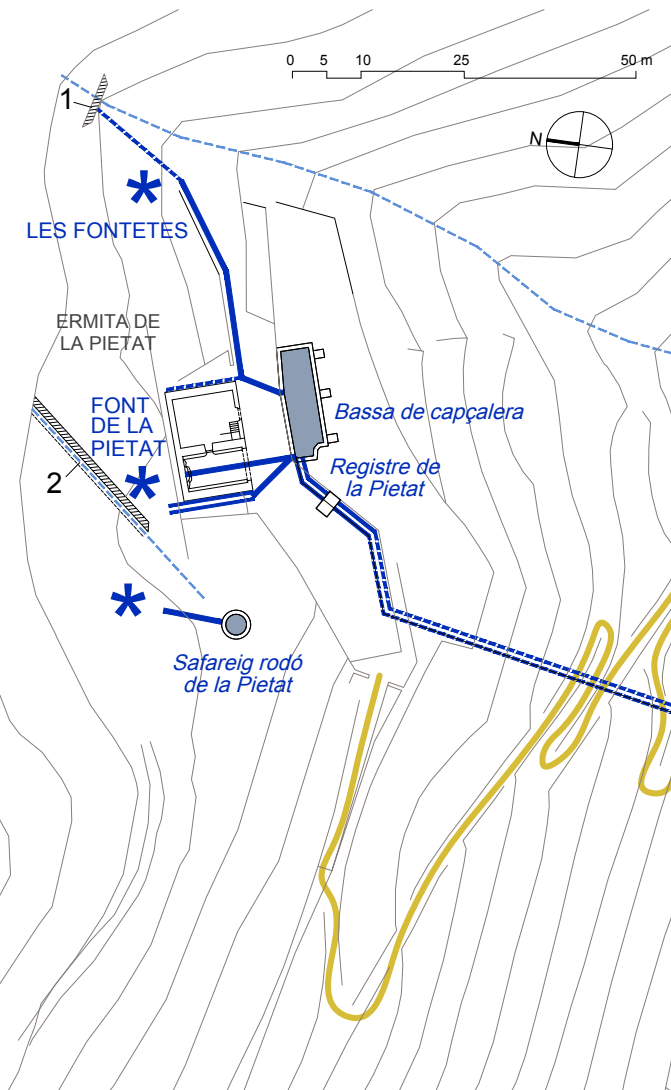 0 5 10 25 50 m
N
1
LES FONTETES
ERMITA DE
LA PIETAT
FONT
DE LA
PIETAT
Bassa de capçalera
Registre de
la Pietat
2
Safareig rodó
de la Pietat